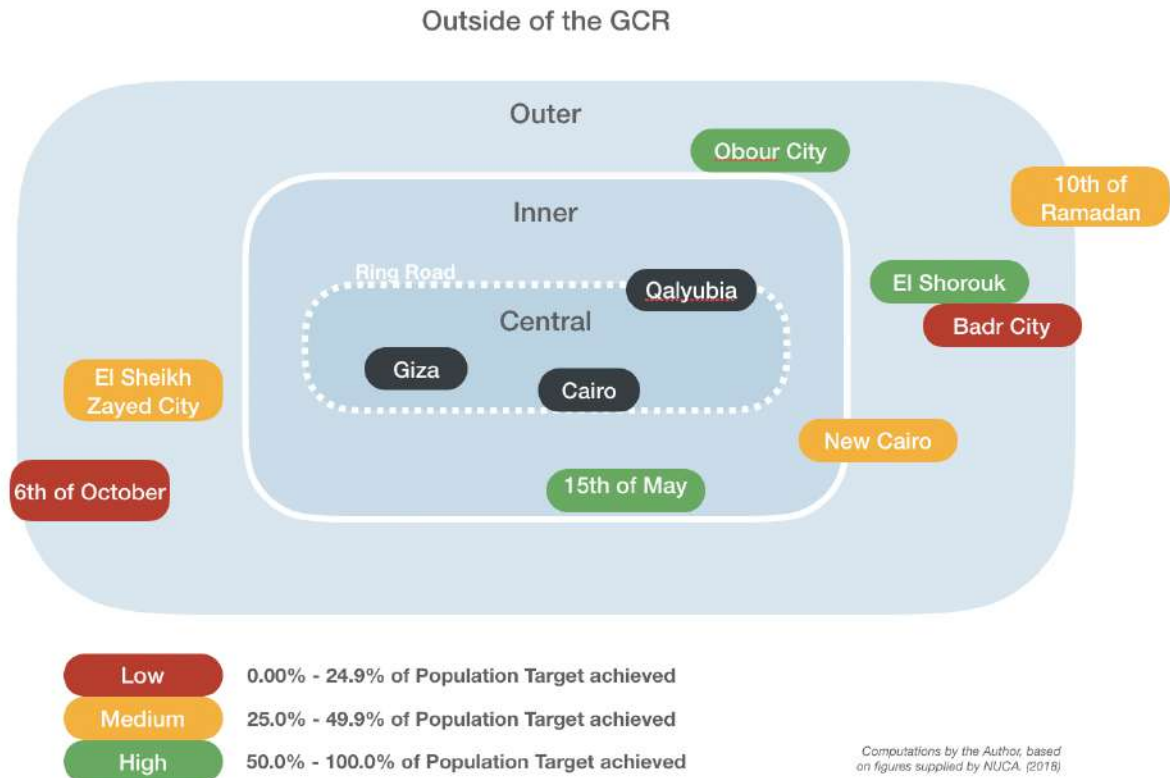 Outside of the GCR
Outer
Obour City
10th of
Ramadan
Inner
Ring Road
Qalyubia
El Shorouk
Central
Badr City
Giza
Cairo
El Sheikh
Zayed City
New Cairo
6th of October
15th of May
Low
0.00% - 24.9% of Population Target achieved
Medium
25.0% - 49.9% of Population Target achieved
High
50.0% - 100.0% of Population Target achieved
Computations by the Author, based
on figures supplied by NUCA. (2018)